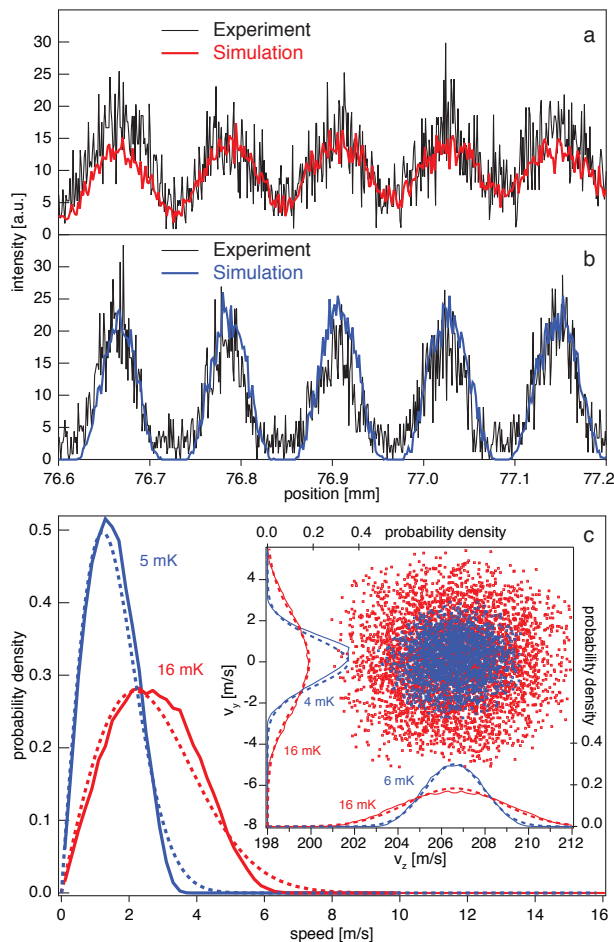 Experiment
Simulation
a
35
30
25
20
15
10
5
0
Experiment
Simulation
b
30
25
20
15
10
5
0
intensity [a.u.]
76.6 76.7 76.8 76.9 77.0 77.1 77.2
position [mm]
0.5
0.4
0.3
0.2
0.1
0.0
probability density
5 mK
16 mK
0 2 4 6 8 10 12 14 16
speed [m/s]
c
0.0 0.2 0.5 probability density
4
2
0
-2
-4
-6
-8
v_y [m/s]
4 mK
16 mK
6 mK
16 mK
probability density
0.3
0.2
0.1
0.0
198 200 202 204 206 208 210 212
v_z [m/s]